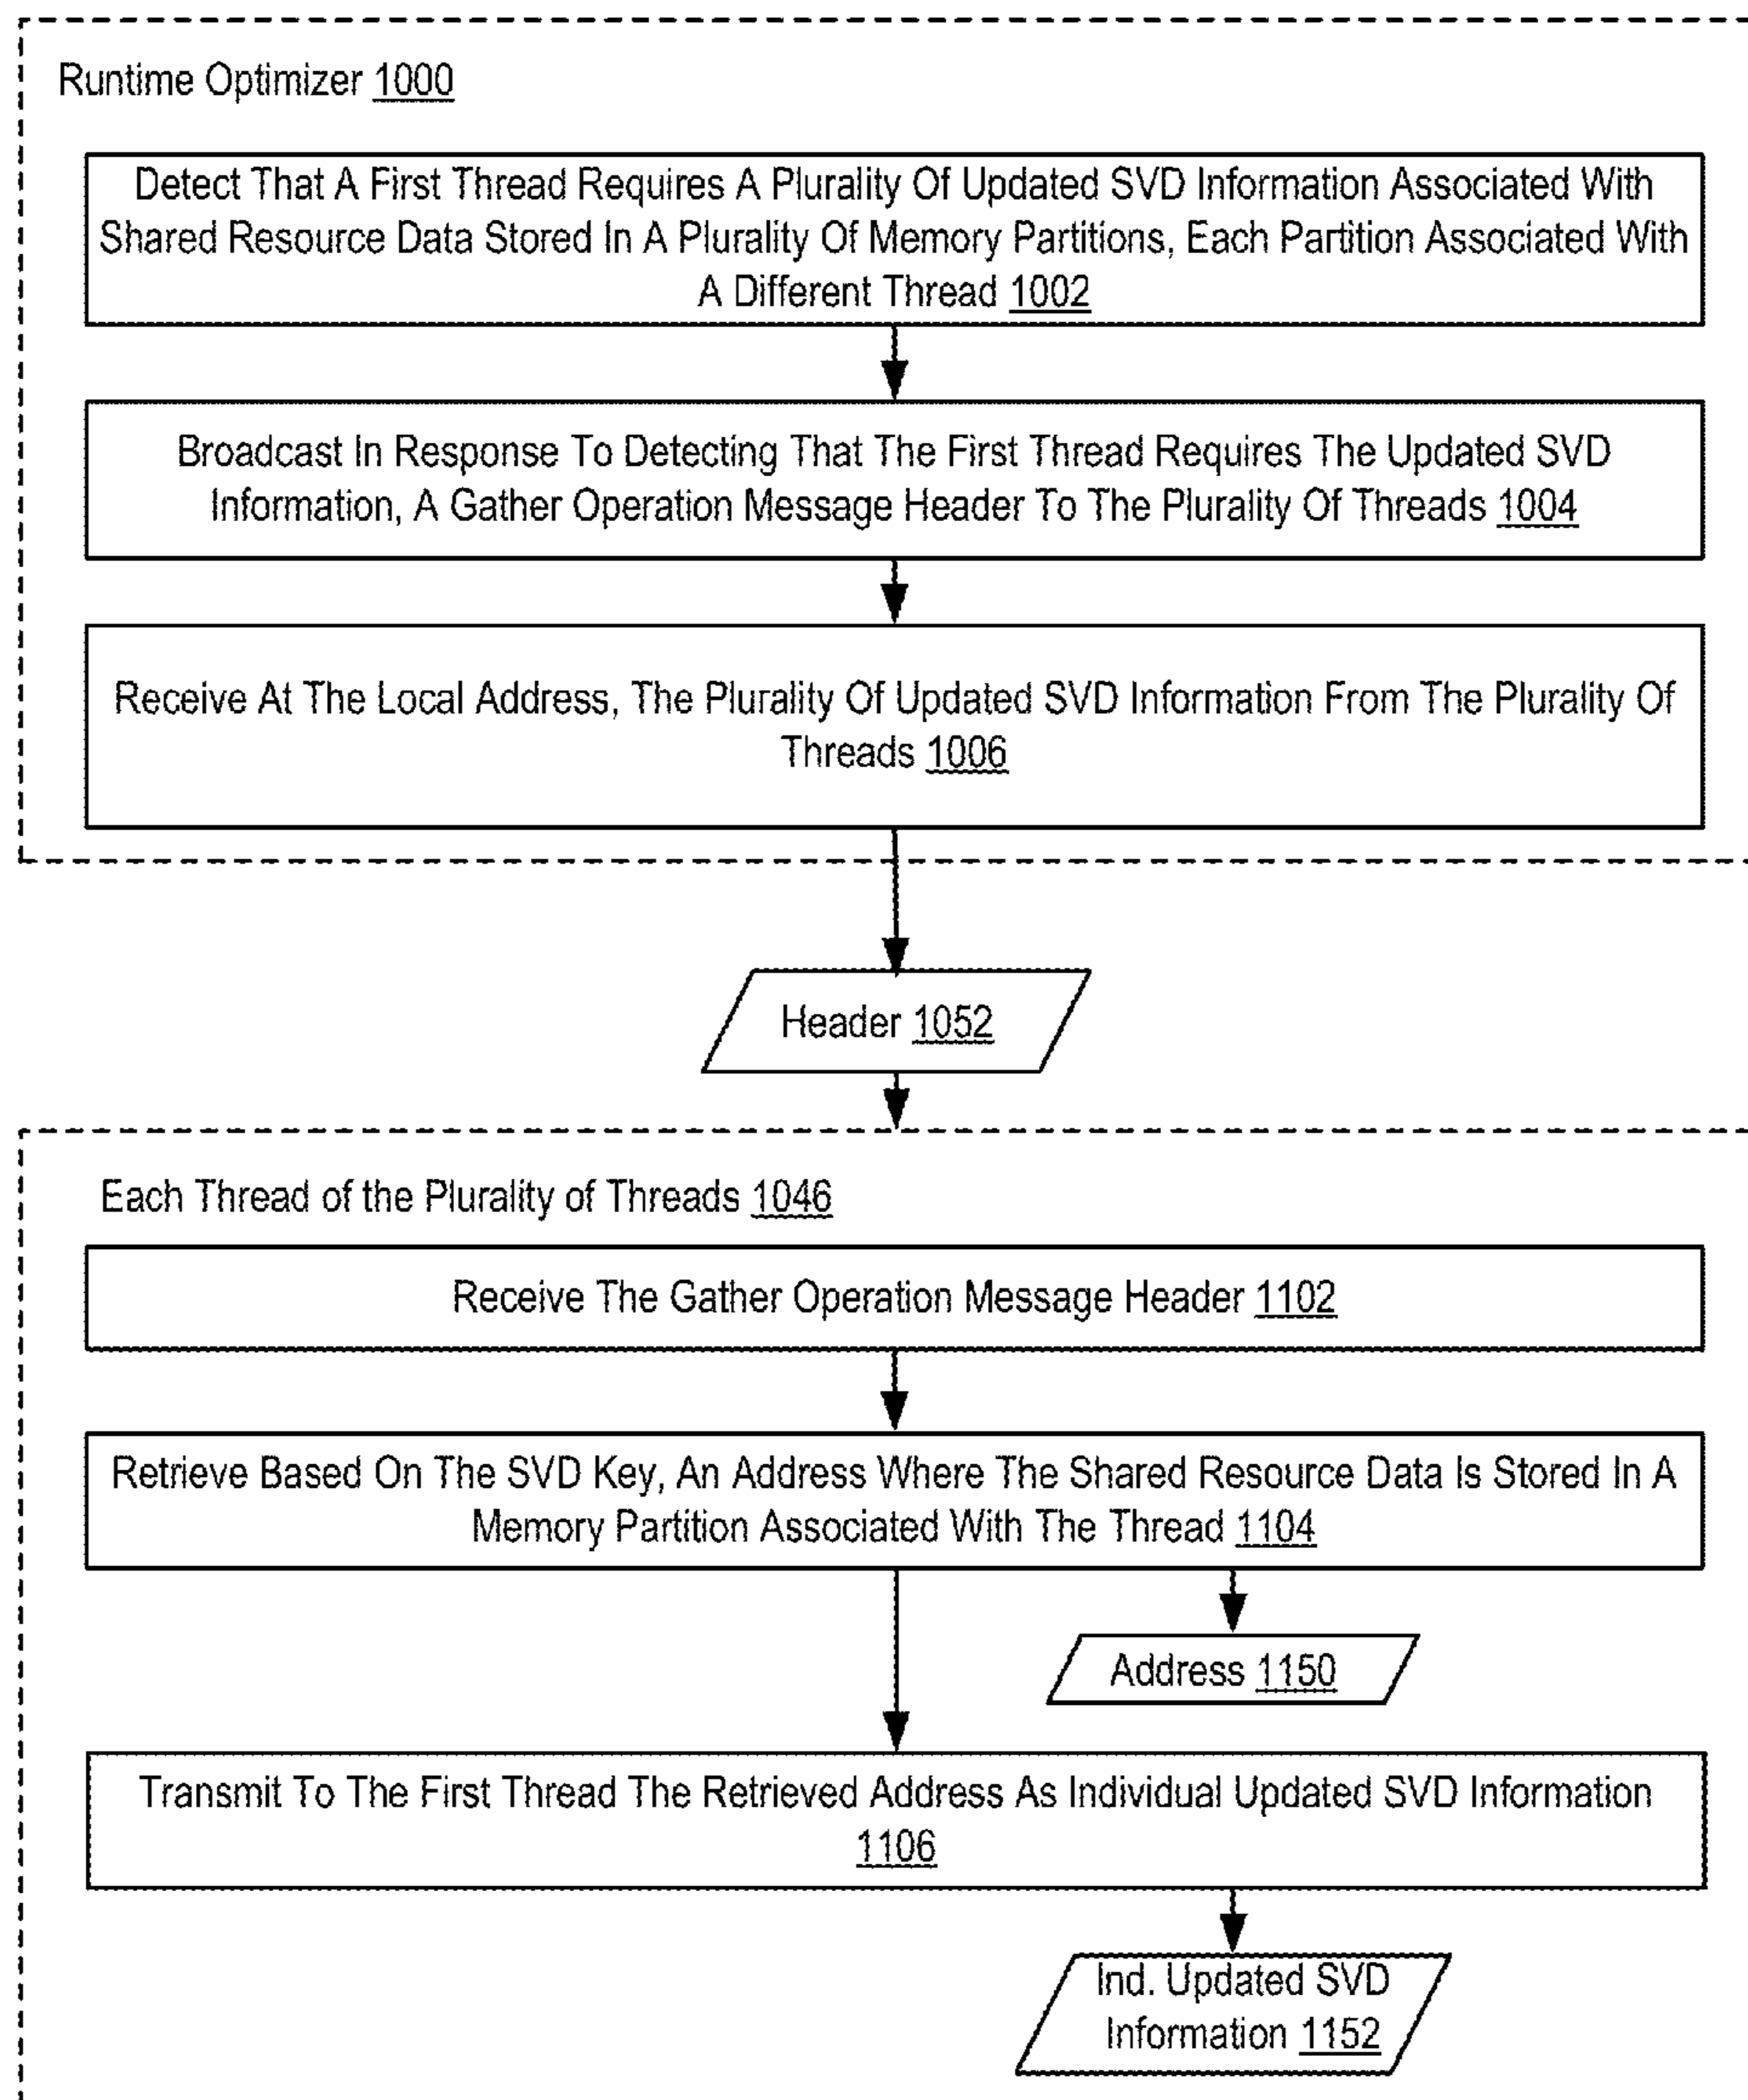 Runtime Optimizer 1000
Detect That A First Thread Requires A Plurality Of Updated SVD Information Associated With
Shared Resource Data Stored In A Plurality Of Memory Partitions, Each Partition Associated With
A Different Thread 1002
Broadcast In Response To Detecting That The First Thread Requires The Updated SVD
Information, A Gather Operation Message Header To The Plurality Of Threads 1004
Receive At The Local Address, The Plurality Of Updated SVD Information From The Plurality Of
Threads 1006
Header 1052
Each Thread of the Plurality of Threads 1046
Receive The Gather Operation Message Header 1102
Retrieve Based On The SVD Key, An Address Where The Shared Resource Data Is Stored In A
Memory Partition Associated With The Thread 1104
Address 1150
Transmit To The First Thread The Retrieved Address As Individual Updated SVD Information
1106
Ind. Updated SVD
Information 1152